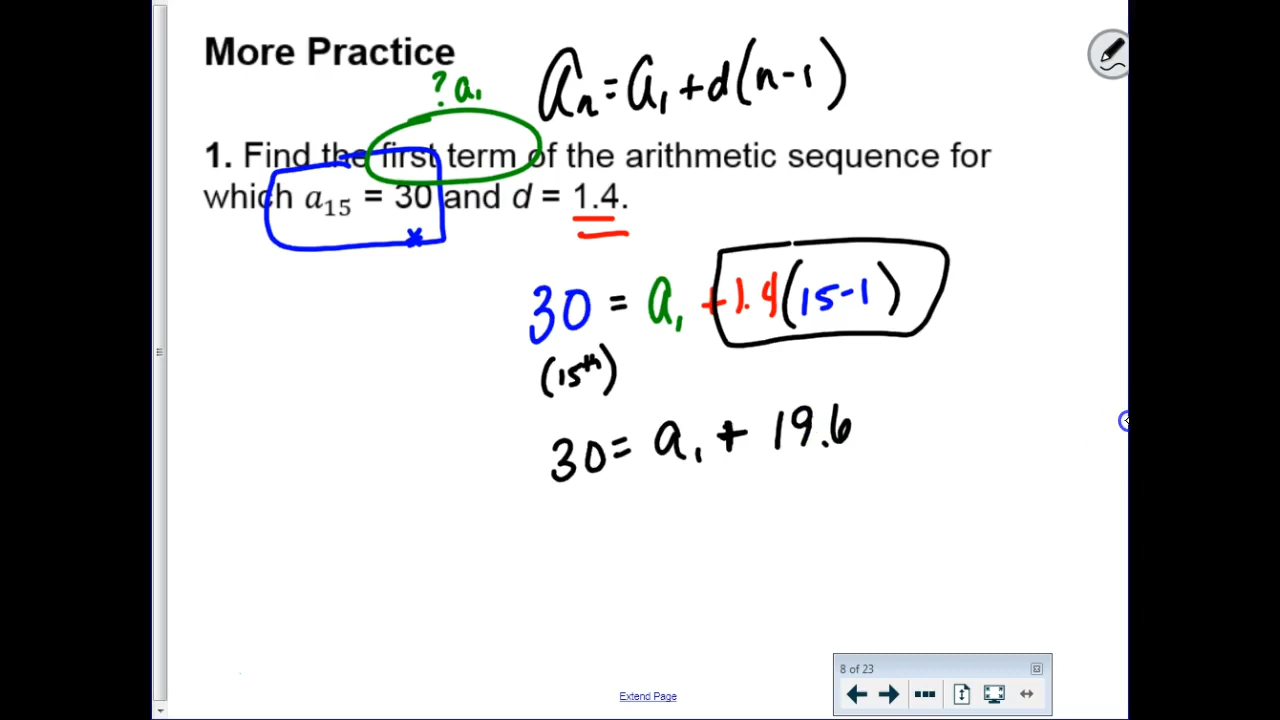 More Practice
? a₁
aₙ = a₁ + d(n-1)
1. Find the first term of the arithmetic sequence for
which a₁₅ = 30 and d = 1.4.
30 = a₁ + 1.4(15-1)
(15th)
30 = a₁ + 19.6
8 of 23
Extend Page